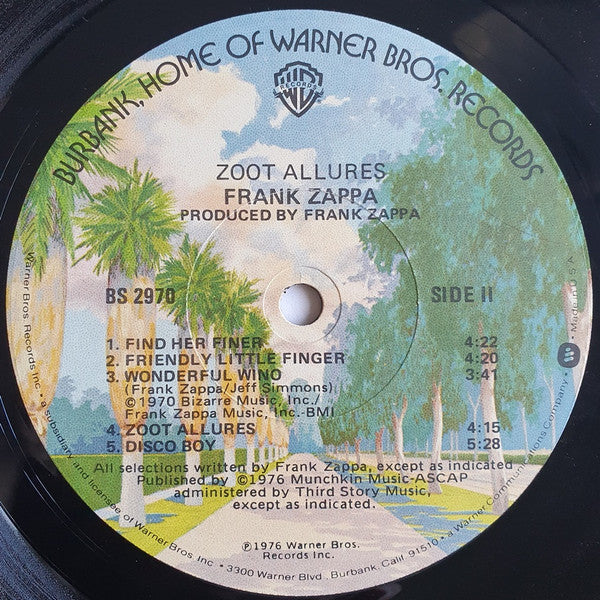 BURBANK, HOME OF WARNER BROS. RECORDS
WB
RECORDS
ZOOT ALLURES
FRANK ZAPPA
PRODUCED BY FRANK ZAPPA
BS 2970
SIDE II
1. FIND HER FINER 4:22
2. FRIENDLY LITTLE FINGER 4:20
3. WONDERFUL WINO 3:41
(Frank Zappa/Jeff Simmons)
©1970 Bizarre Music, Inc./
Frank Zappa Music, Inc.-BMI
4. ZOOT ALLURES 4:15
5. DISCO BOY 5:28
All selections written by Frank Zappa, except as indicated
Published by ©1976 Munchkin Music-ASCAP
administered by Third Story Music,
except as indicated.
℗1976 Warner Bros.
Records Inc.
Warner Bros. Records Inc. • a subsidiary and licensee of Warner Bros. Inc. • 3300 Warner Blvd., Burbank, Calif. 91510 • a Warner Communications Company •
• Made in U S A